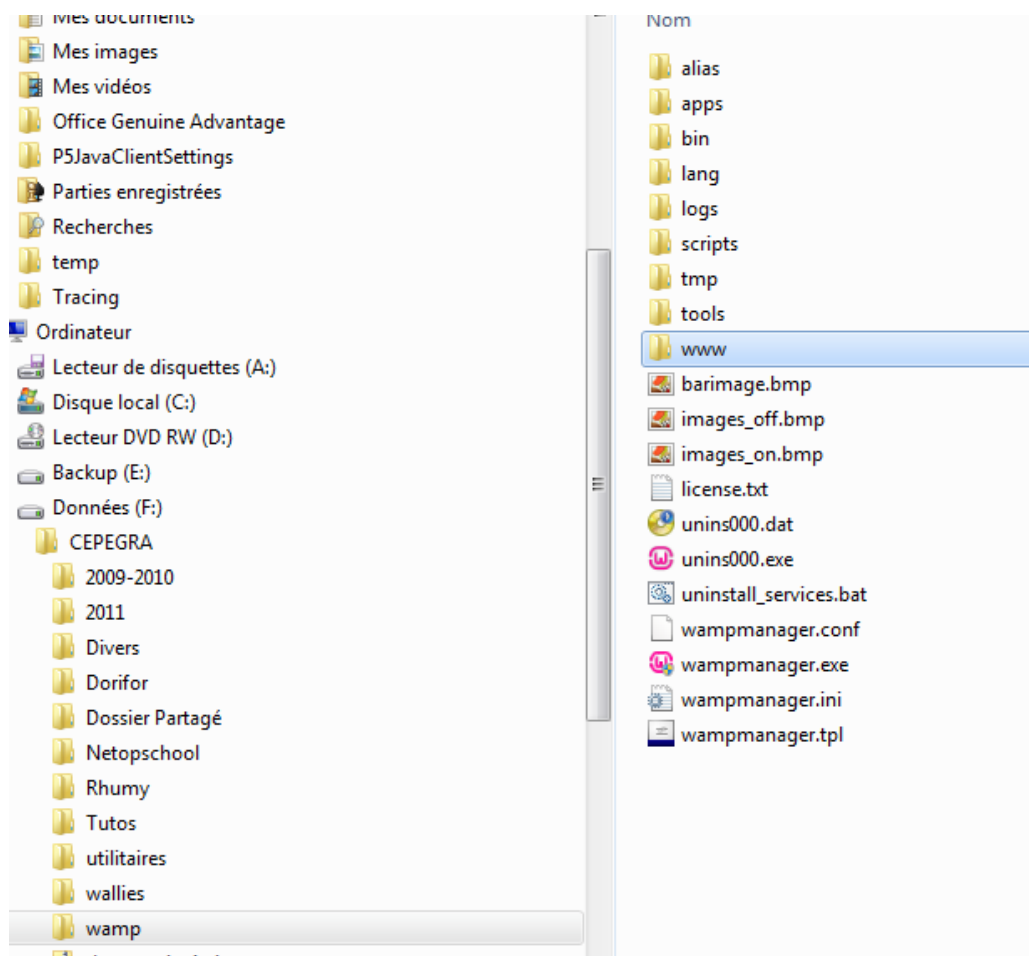 Mes documents
Mes images
Mes vidéos
Office Genuine Advantage
P5JavaClientSettings
Parties enregistrées
Recherches
temp
Tracing
Ordinateur
Lecteur de disquettes (A:)
Disque local (C:)
Lecteur DVD RW (D:)
Backup (E:)
Données (F:)
CEPEGRA
2009-2010
2011
Divers
Dorifor
Dossier Partagé
Netopschool
Rhumy
Tutos
utilitaires
wallies
wamp
Nom
alias
apps
bin
lang
logs
scripts
tmp
tools
www
barimage.bmp
images_off.bmp
images_on.bmp
license.txt
unins000.dat
unins000.exe
uninstall_services.bat
wampmanager.conf
wampmanager.exe
wampmanager.ini
wampmanager.tpl